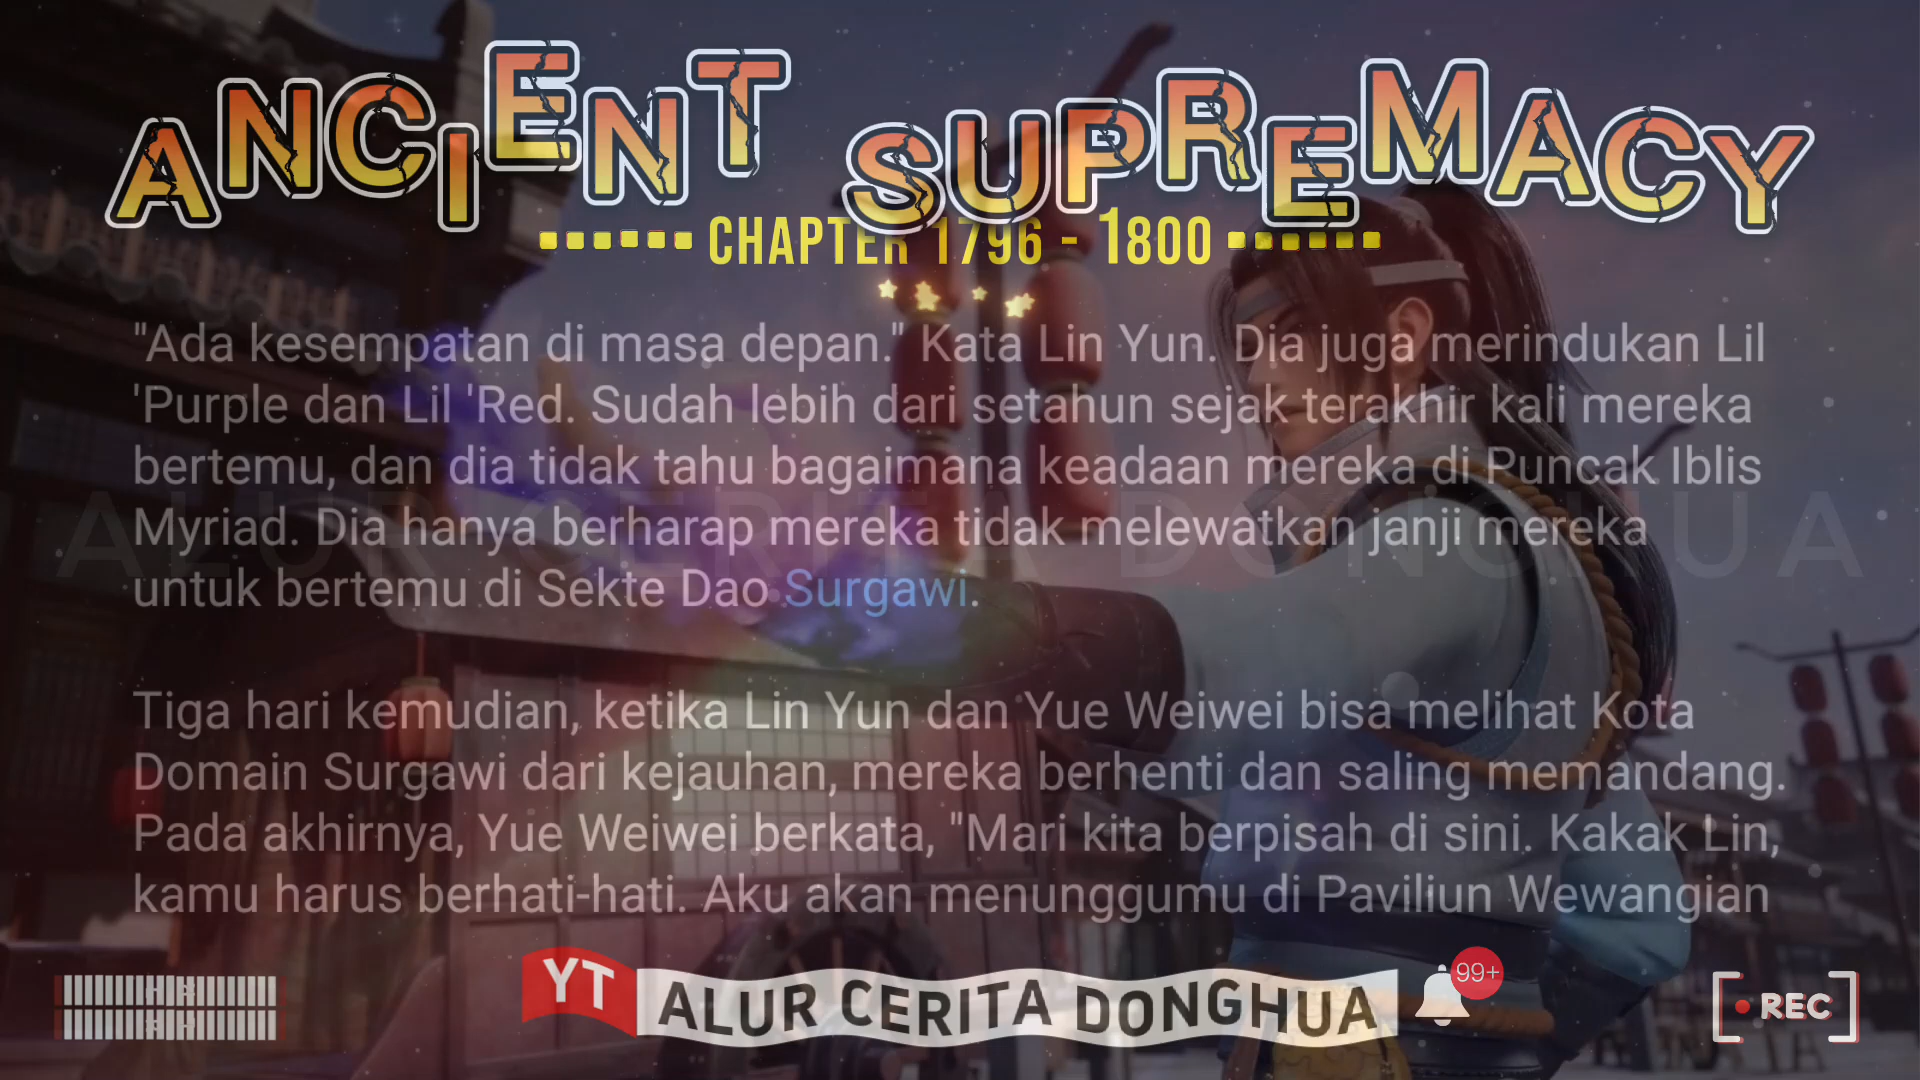 ANCIENT SUPREMACY
CHAPTER 1796 - 1800
"Ada kesempatan di masa depan." Kata Lin Yun. Dia juga merindukan Lil
'Purple dan Lil 'Red. Sudah lebih dari setahun sejak terakhir kali mereka
bertemu, dan dia tidak tahu bagaimana keadaan mereka di Puncak Iblis
Myriad. Dia hanya berharap mereka tidak melewatkan janji mereka
untuk bertemu di Sekte Dao Surgawi.
ALUR CERITA DONGHUA
Tiga hari kemudian, ketika Lin Yun dan Yue Weiwei bisa melihat Kota
Domain Surgawi dari kejauhan, mereka berhenti dan saling memandang.
Pada akhirnya, Yue Weiwei berkata, "Mari kita berpisah di sini. Kakak Lin,
kamu harus berhati-hati. Aku akan menunggumu di Paviliun Wewangian
YT ALUR CERITA DONGHUA
99+
REC